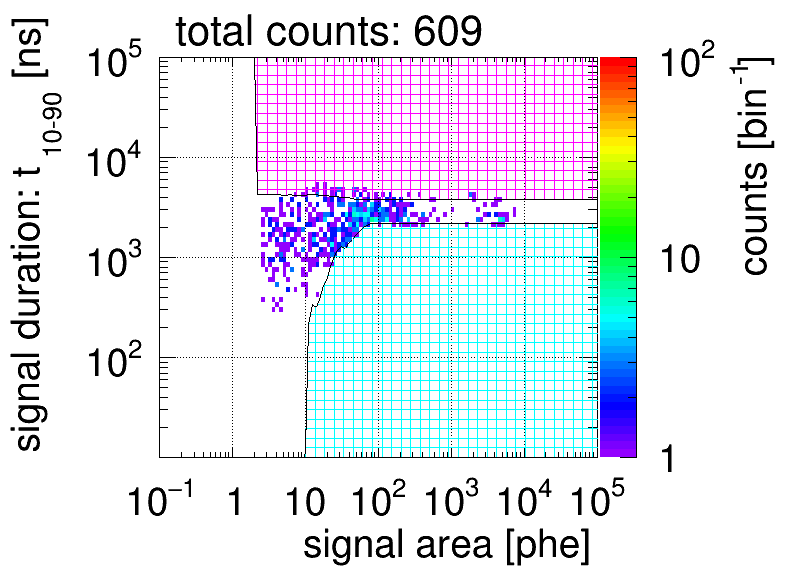 total counts: 609
signal duration: t 10-90 [ns]
10^5
10^4
10^3
10^2
10^−1 1 10 10^2 10^3 10^4 10^5
signal area [phe]
10^2
10
1
counts [bin^-1]